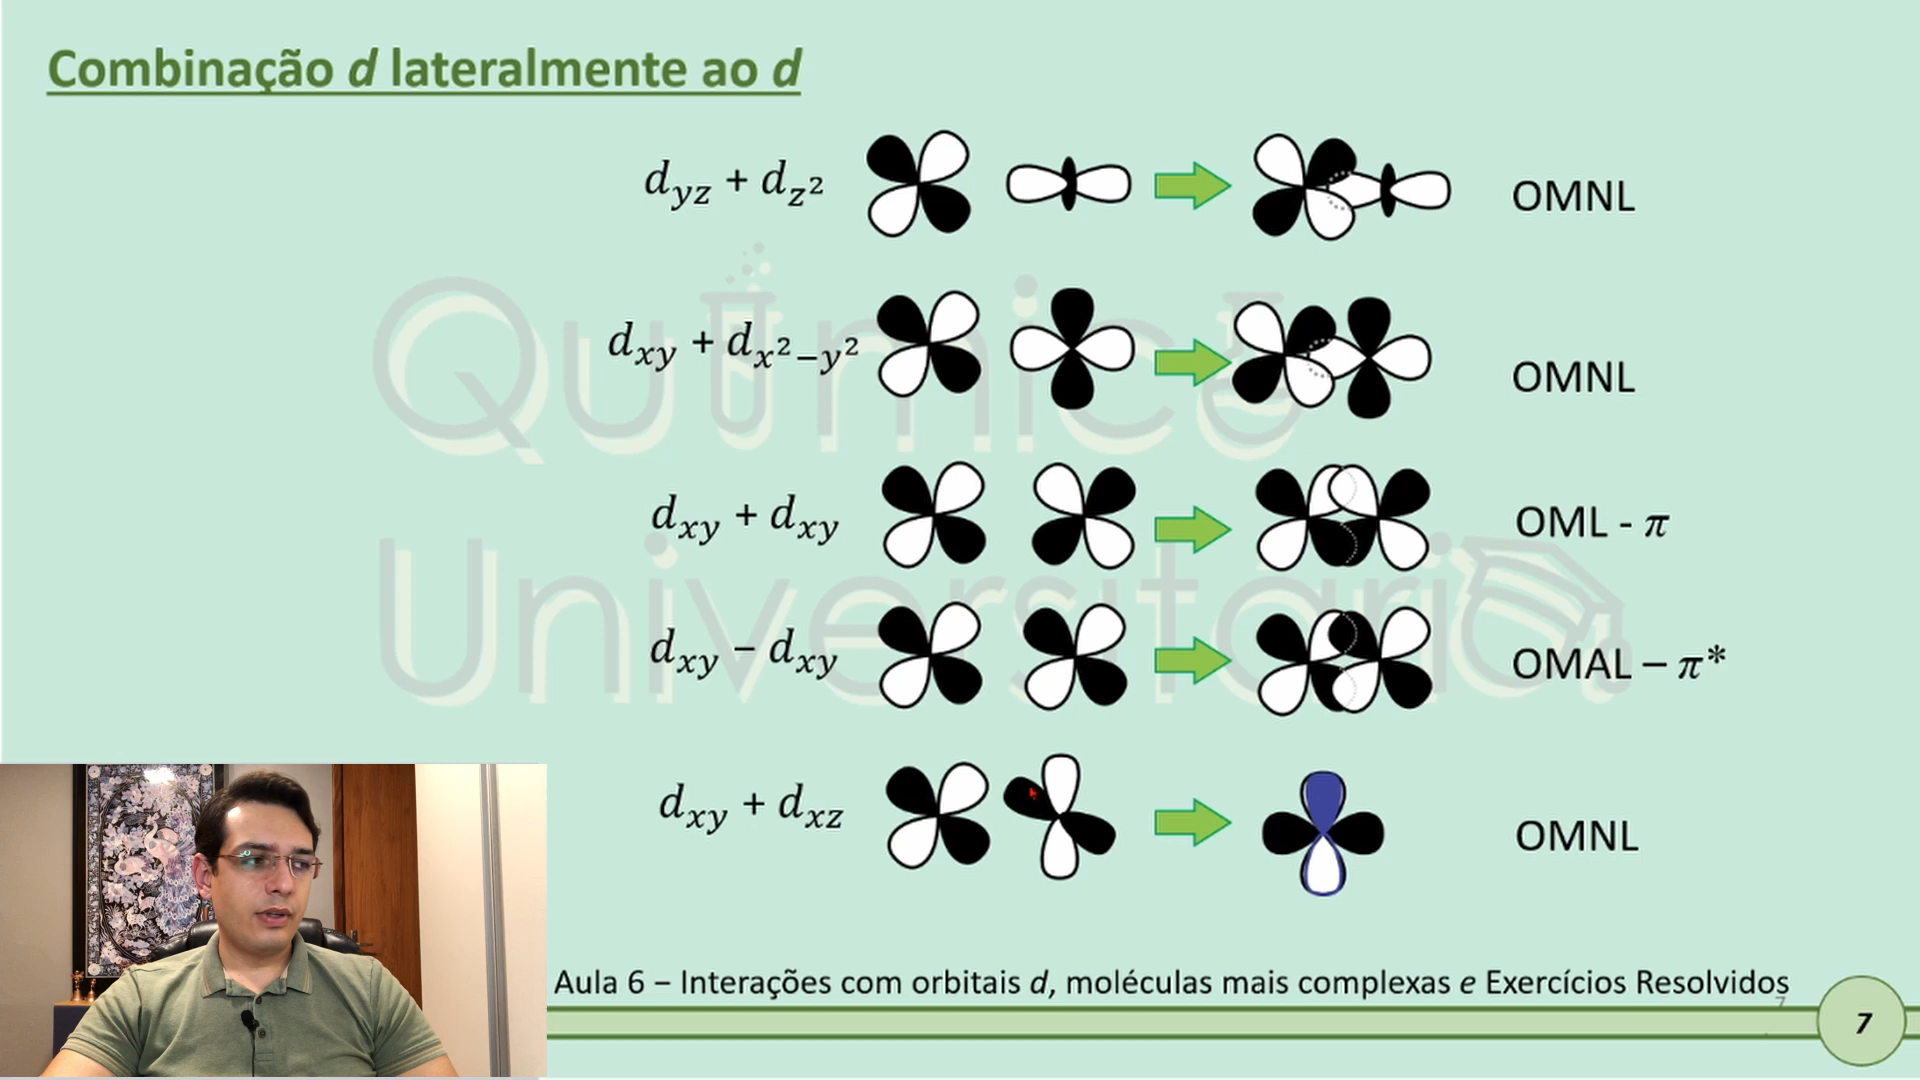 Combinação d lateralmente ao d
d_yz + d_z² OMNL
d_xy + d_x²−y² OMNL
d_xy + d_xy OML - π
d_xy − d_xy OMAL – π*
d_xy + d_xz OMNL
Química
Universitária
Aula 6 – Interações com orbitais d, moléculas mais complexas e Exercícios Resolvidos
7
7